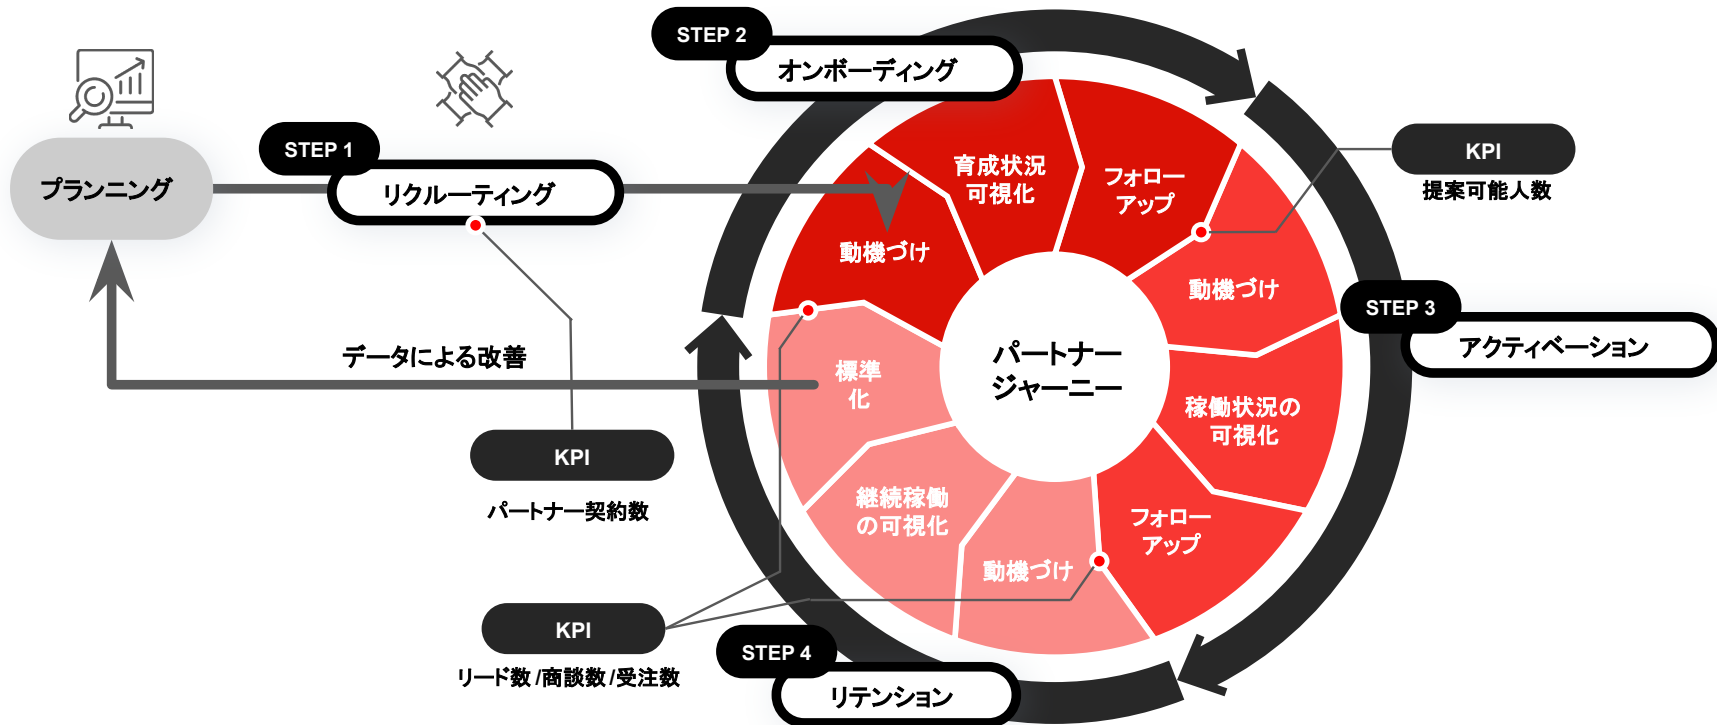 プランニング
STEP 1
リクルーティング
STEP 2
オンボーディング
KPI
提案可能人数
育成状況
可視化
フォロー
アップ
動機づけ
動機づけ
STEP 3
アクティベーション
パートナー
ジャーニー
データによる改善
標準
化
稼働状況の
可視化
KPI
パートナー契約数
継続稼働
の可視化
フォロー
アップ
動機づけ
KPI
リード数 /商談数 /受注数
STEP 4
リテンション